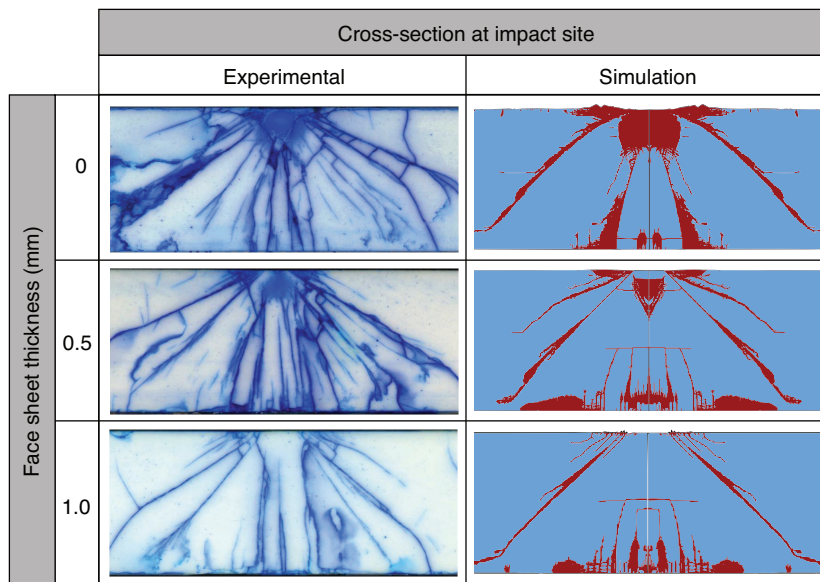 Cross-section at impact site
Experimental
Simulation
Face sheet thickness (mm)
0
0.5
1.0